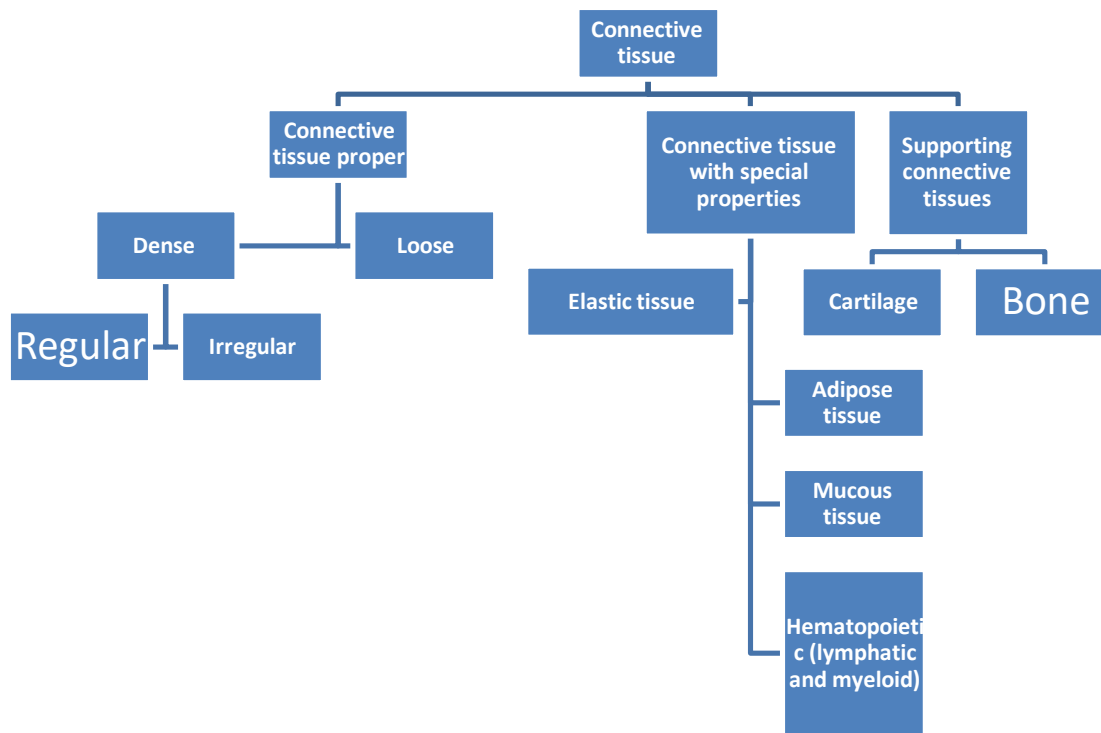 Connective
tissue
Connective
tissue proper
Connective tissue
with special
properties
Supporting
connective
tissues
Dense
Loose
Elastic tissue
Cartilage
Bone
Regular
Irregular
Adipose
tissue
Mucous
tissue
Hematopoieti
c (lymphatic
and myeloid)